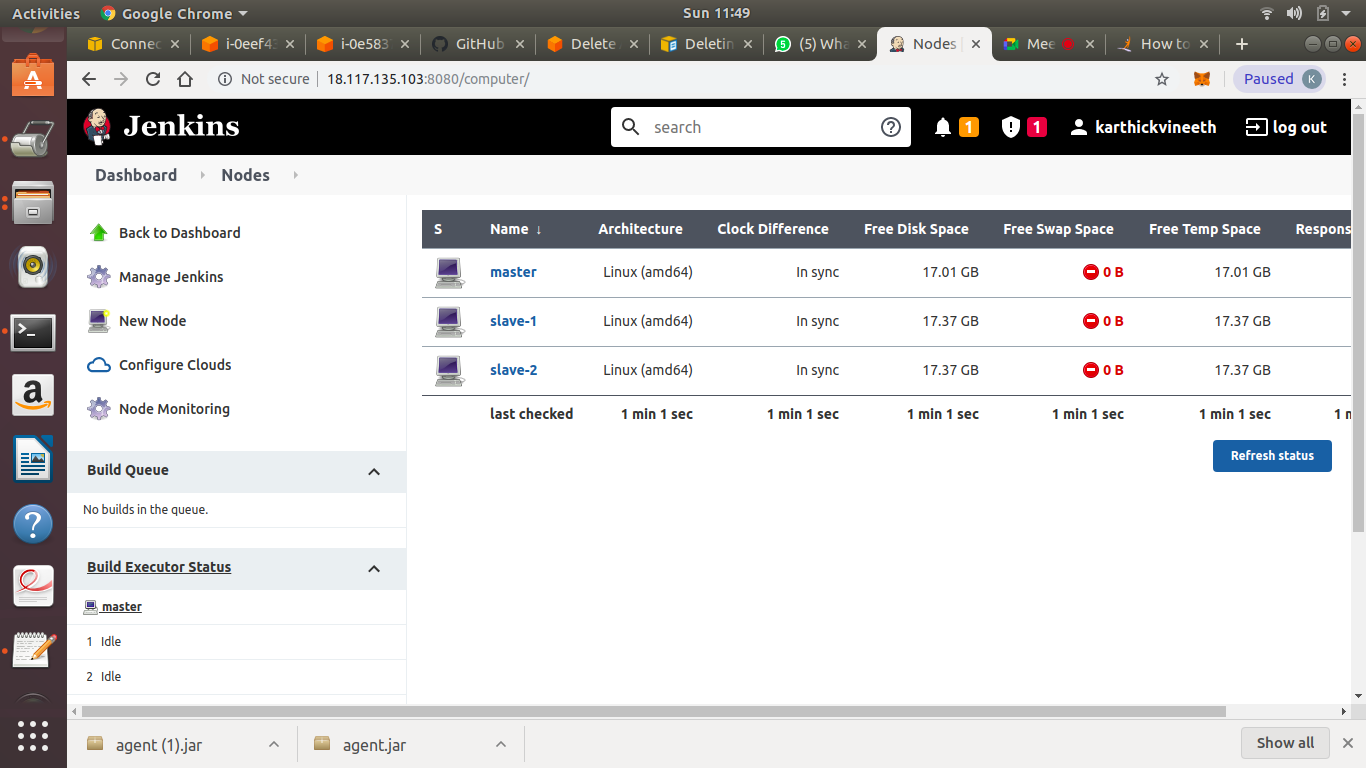 Activities Google Chrome Sun 11:49
Connec i-0eef43 i-0e583 GitHub Delete Deletin (5) Wha Nodes | Mee How to
Not secure 18.117.135.103:8080/computer/ Paused K
Jenkins search 1 1 karthickvineeth log out
Dashboard Nodes
Back to Dashboard
Manage Jenkins
New Node
Configure Clouds
Node Monitoring
S Name ↓ Architecture Clock Difference Free Disk Space Free Swap Space Free Temp Space Respons
master Linux (amd64) In sync 17.01 GB 0 B 17.01 GB
slave-1 Linux (amd64) In sync 17.37 GB 0 B 17.37 GB
slave-2 Linux (amd64) In sync 17.37 GB 0 B 17.37 GB
last checked 1 min 1 sec 1 min 1 sec 1 min 1 sec 1 min 1 sec 1 min 1 sec
Refresh status
Build Queue
No builds in the queue.
Build Executor Status
master
1 Idle
2 Idle
agent (1).jar agent.jar Show all